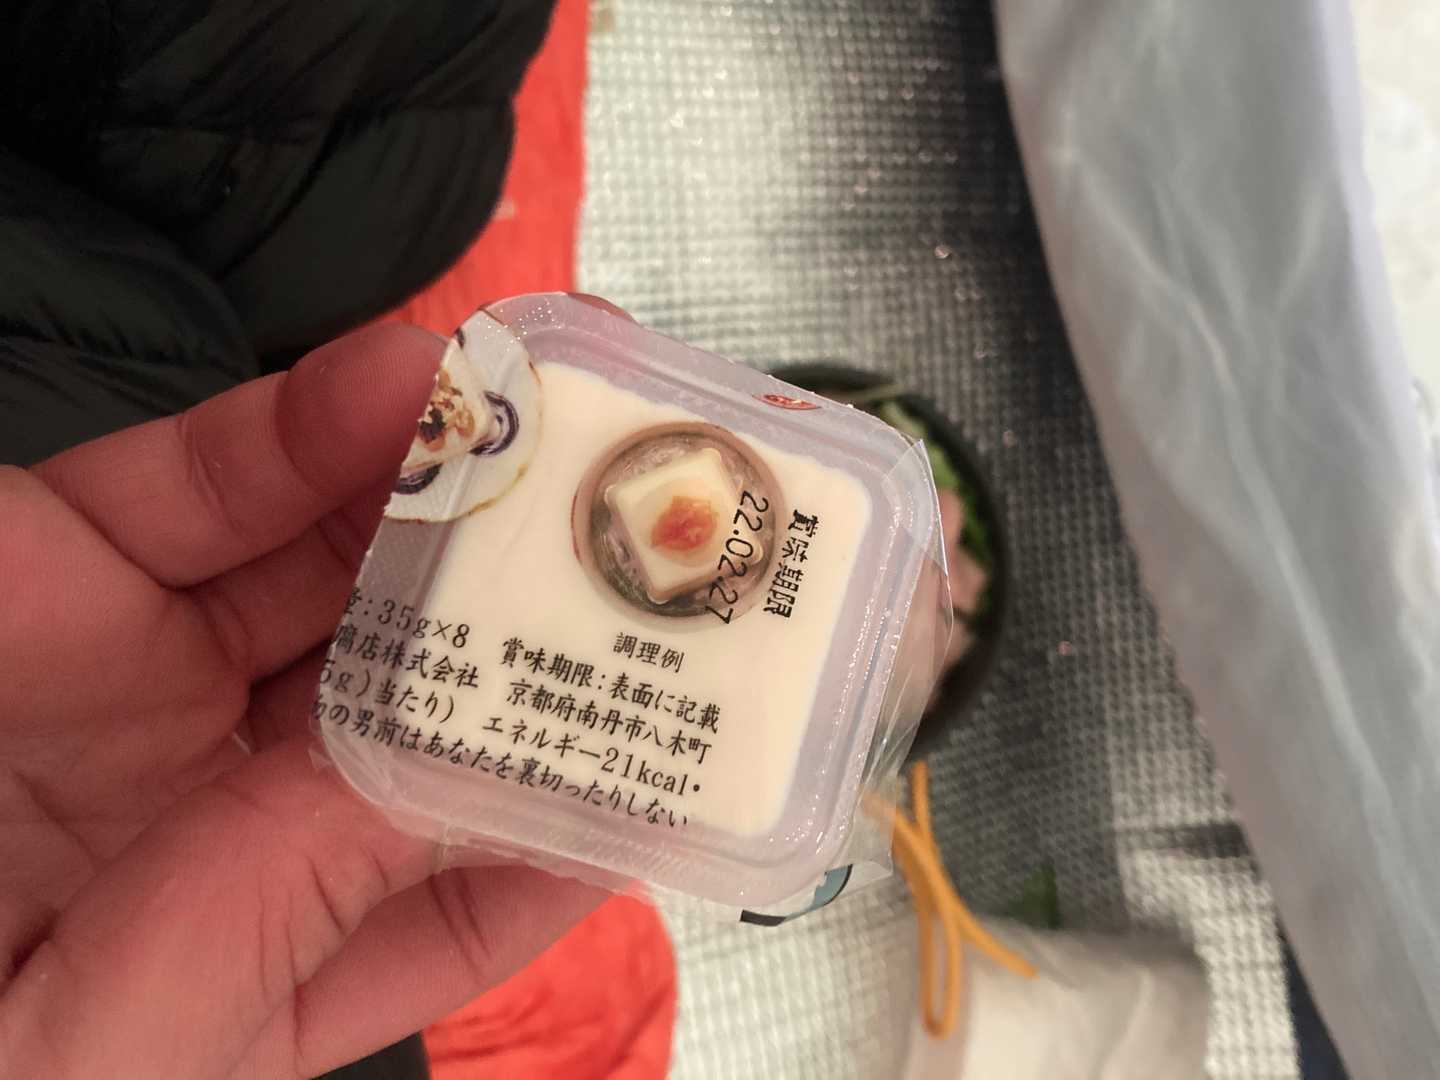 賞味期限
22.02.27
調理例
量:35g×8
賞味期限:表面に記載
腐店株式会社 京都府南丹市八木町
5g)当たり) エネルギー21kcal・
の男前はあなたを裏切ったりしない